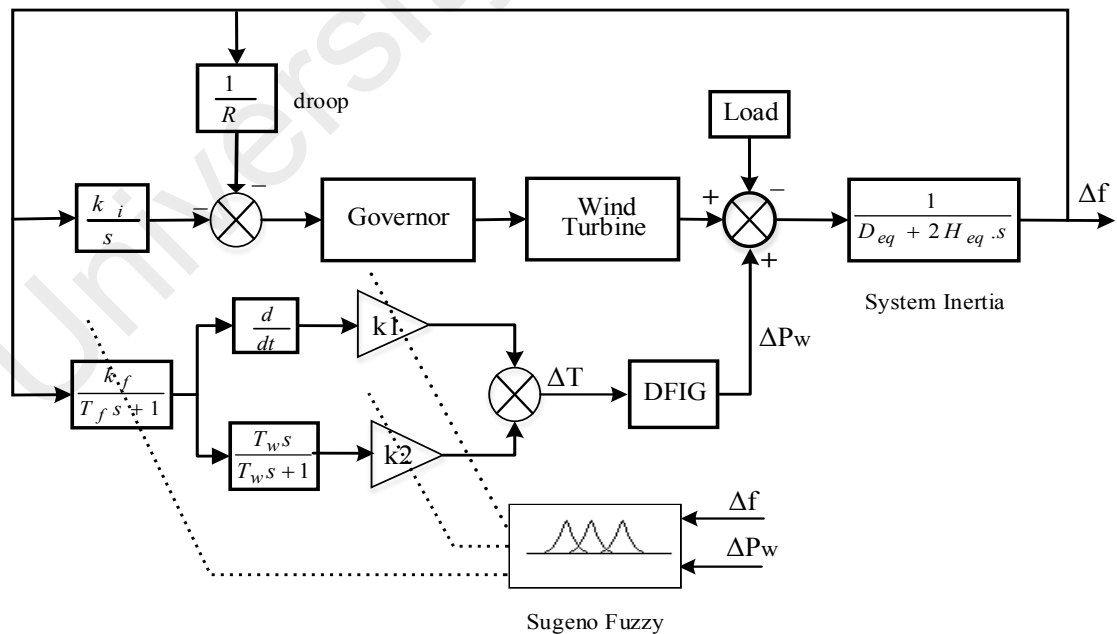 University
1
R
droop
Load
k i
s
−
−
Governor
Wind
Turbine
+
−
+
1
D eq + 2 H eq .s
Δf
System Inertia
d
dt
k1
ΔPw
k f
T f s + 1
ΔT
DFIG
T w s
T w s + 1
k2
Δf
ΔPw
Sugeno Fuzzy